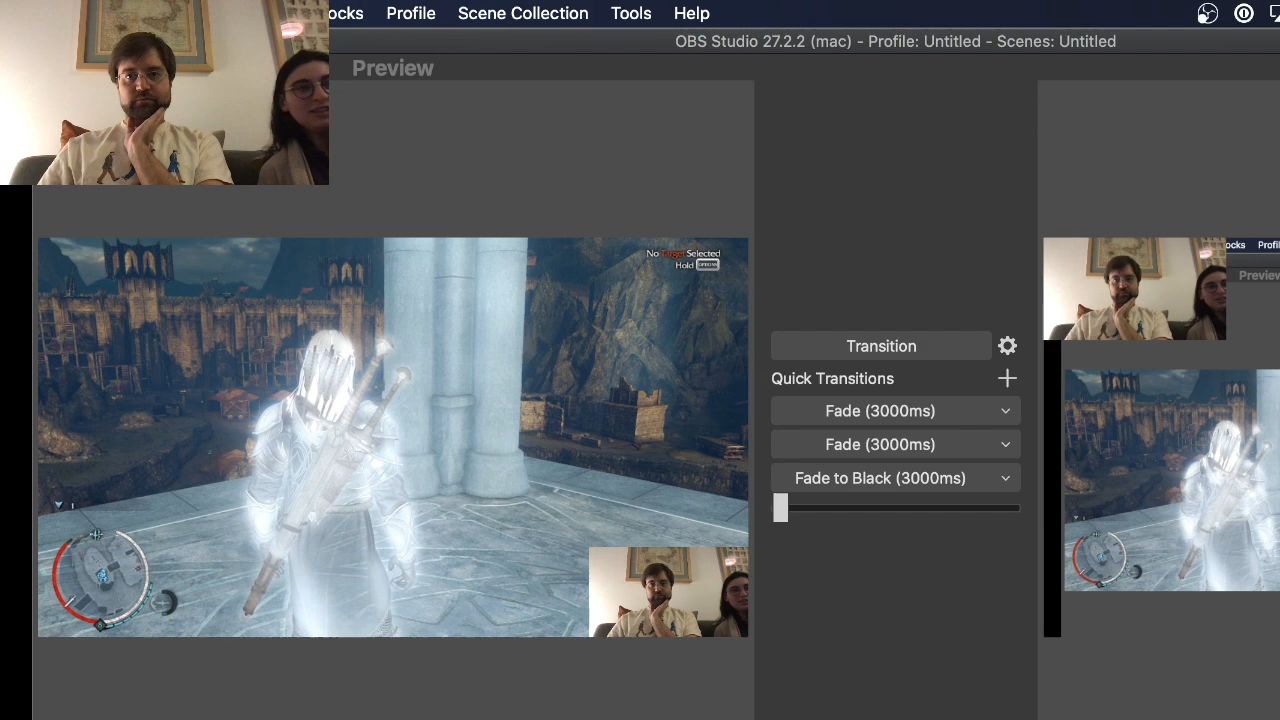 ocks Profile Scene Collection Tools Help
OBS Studio 27.2.2 (mac) - Profile: Untitled - Scenes: Untitled
Preview
No Target Selected
Hold OPTIONS
Transition
Quick Transitions
Fade (3000ms)
Fade (3000ms)
Fade to Black (3000ms)
ocks Profil
Preview